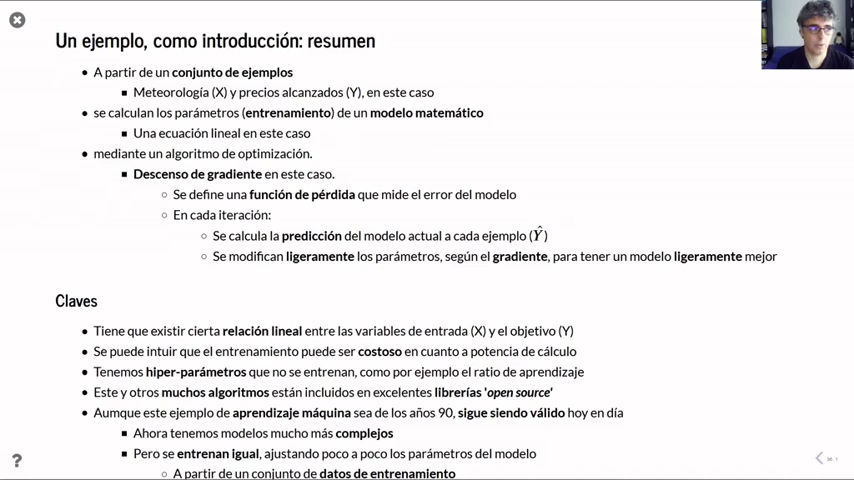 Un ejemplo, como introducción: resumen
A partir de un conjunto de ejemplos
Meteorología (X) y precios alcanzados (Y), en este caso
se calculan los parámetros (entrenamiento) de un modelo matemático
Una ecuación lineal en este caso
mediante un algoritmo de optimización.
Descenso de gradiente en este caso.
Se define una función de pérdida que mide el error del modelo
En cada iteración:
Se calcula la predicción del modelo actual a cada ejemplo (Ŷ)
Se modifican ligeramente los parámetros, según el gradiente, para tener un modelo ligeramente mejor
Claves
Tiene que existir cierta relación lineal entre las variables de entrada (X) y el objetivo (Y)
Se puede intuir que el entrenamiento puede ser costoso en cuanto a potencia de cálculo
Tenemos hiper-parámetros que no se entrenan, como por ejemplo el ratio de aprendizaje
Este y otros muchos algoritmos están incluidos en excelentes librerías 'open source'
Aunque este ejemplo de aprendizaje máquina sea de los años 90, sigue siendo válido hoy en día
Ahora tenemos modelos mucho más complejos
Pero se entrenan igual, ajustando poco a poco los parámetros del modelo
A partir de un conjunto de datos de entrenamiento
?